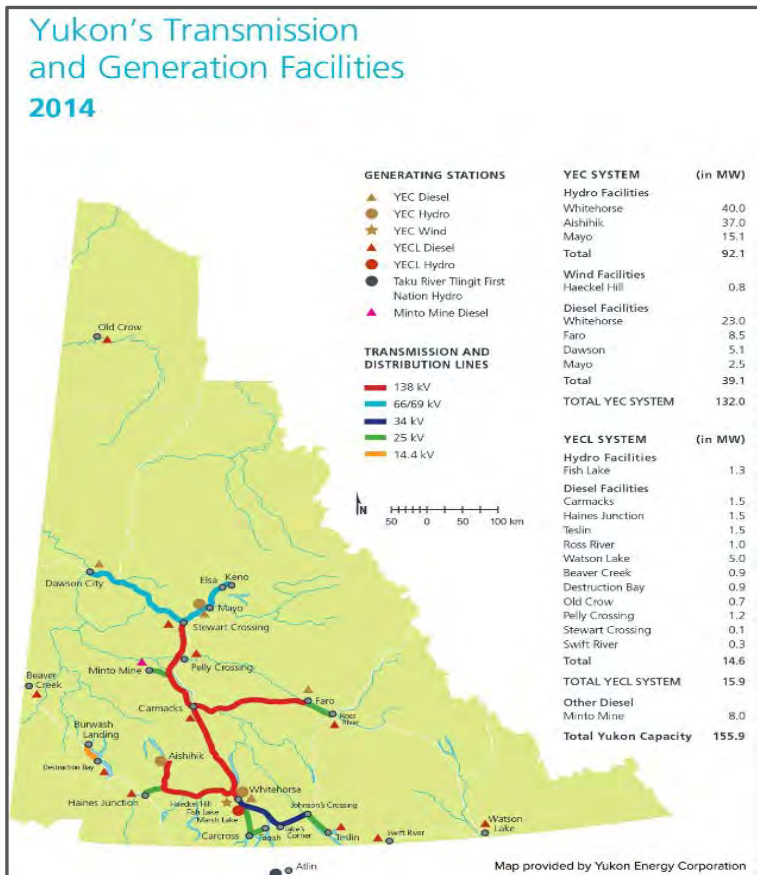 Yukon's Transmission
and Generation Facilities
2014
GENERATING STATIONS
YEC Diesel
YEC Hydro
YEC Wind
YECL Diesel
YECL Hydro
Taku River Tlingit First
Nation Hydro
Minto Mine Diesel
TRANSMISSION AND
DISTRIBUTION LINES
138 kV
66/69 kV
34 kV
25 kV
14.4 kV
N
50 0 50 100 km
YEC SYSTEM (in MW)
Hydro Facilities
Whitehorse 40.0
Aishihik 37.0
Mayo 15.1
Total 92.1
Wind Facilities
Haeckel Hill 0.8
Diesel Facilities
Whitehorse 23.0
Faro 8.5
Dawson 5.1
Mayo 2.5
Total 39.1
TOTAL YEC SYSTEM 132.0
YECL SYSTEM (in MW)
Hydro Facilities
Fish Lake 1.3
Diesel Facilities
Carmacks 1.5
Haines Junction 1.5
Teslin 1.5
Ross River 1.0
Watson Lake 5.0
Beaver Creek 0.9
Destruction Bay 0.9
Old Crow 0.7
Pelly Crossing 1.2
Stewart Crossing 0.1
Swift River 0.3
Total 14.6
TOTAL YECL SYSTEM 15.9
Other Diesel
Minto Mine 8.0
Total Yukon Capacity 155.9
Old Crow
Dawson City
Elsa
Keno
Mayo
Stewart Crossing
Minto Mine
Pelly Crossing
Beaver
Creek
Carmacks
Faro
Ross
River
Burwash
Landing
Aishihik
Destruction Bay
Haines Junction
Whitehorse
Haeckel Hill
Fish Lake
Marsh Lake
Johnson's Crossing
Carcross
Tagish
Jake's
Corner
Teslin
Swift River
Watson
Lake
Atlin
Map provided by Yukon Energy Corporation